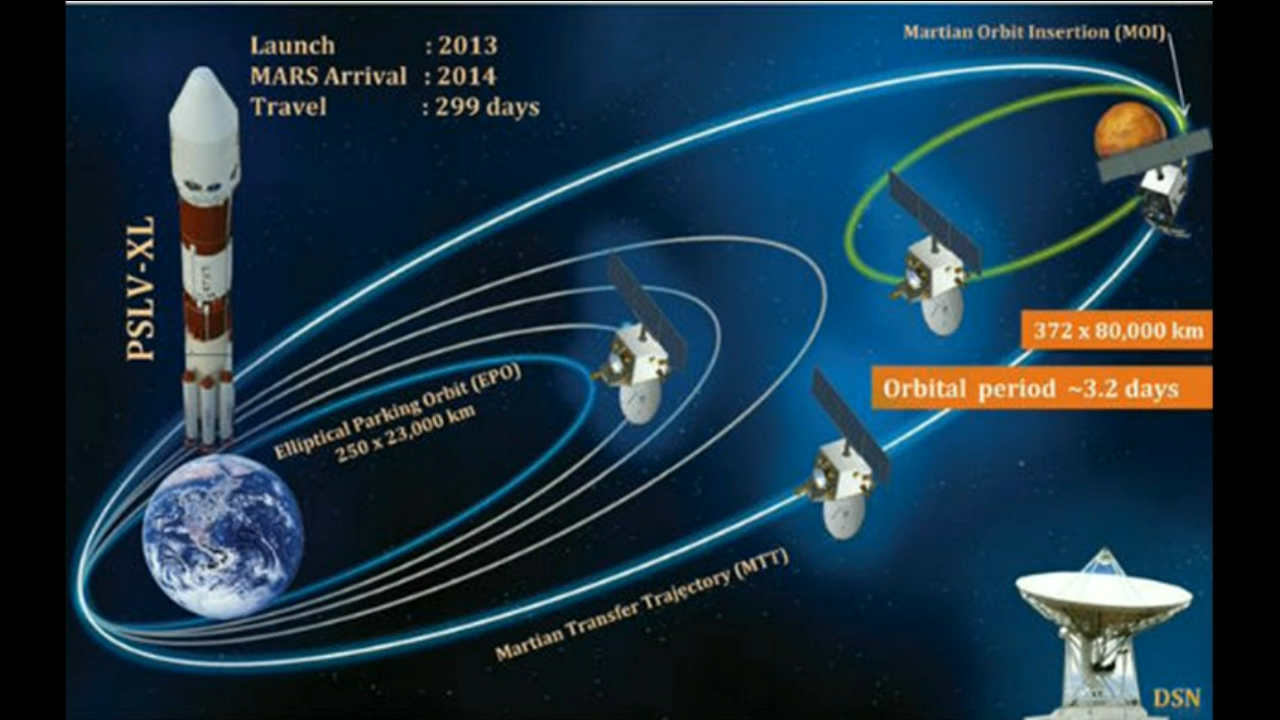 Martian Orbit Insertion (MOI)
Launch : 2013
MARS Arrival : 2014
Travel : 299 days
PSLV-XL
372 x 80,000 km
Orbital period ~3.2 days
Elliptical Parking Orbit (EPO)
250 x 23,000 km
Martian Transfer Trajectory (MTT)
DSN